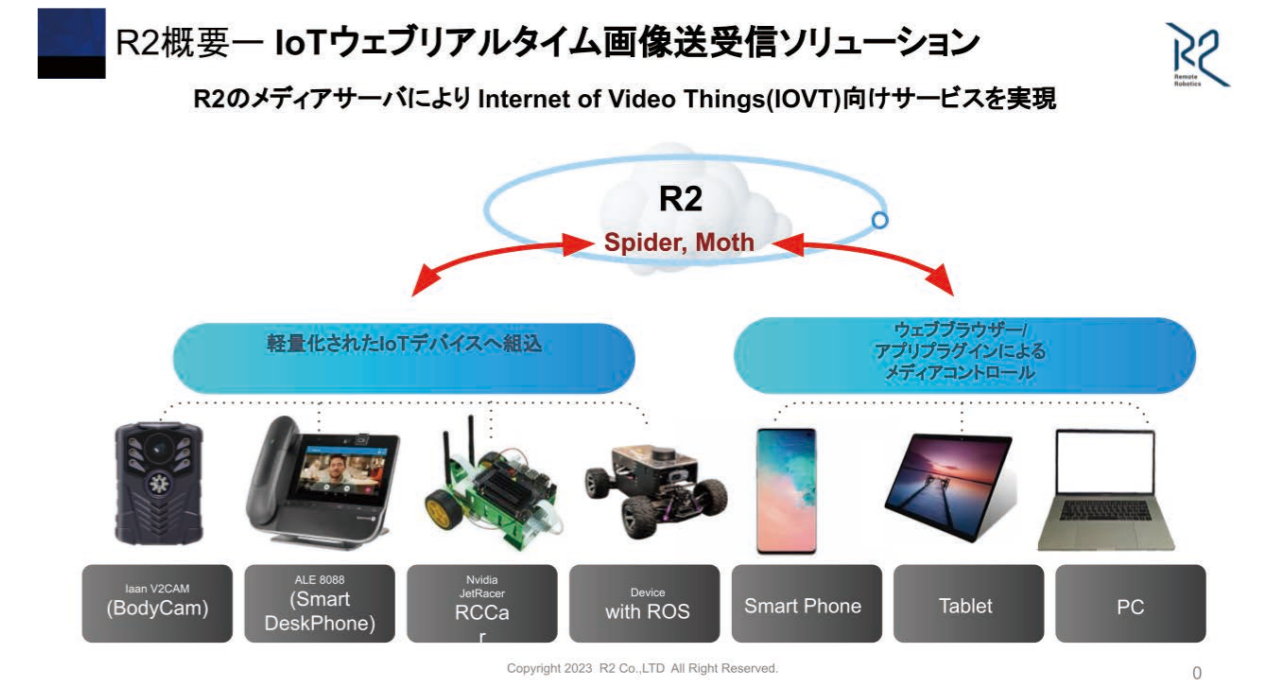 R2概要ー IoTウェブリアルタイム画像送受信ソリューション
R2
Remote
Robotics
R2のメディアサーバにより Internet of Video Things(IOVT)向けサービスを実現
R2
Spider, Moth
軽量化されたIoTデバイスへ組込
ウェブブラウザー/
アプリプラグインによる
メディアコントロール
Iaan V2CAM
(BodyCam)
ALE 8088
(Smart
DeskPhone)
Nvidia
JetRacer
RCCa
r
Device
with ROS
Smart Phone
Tablet
PC
Copyright 2023 R2 Co.,LTD All Right Reserved.
0